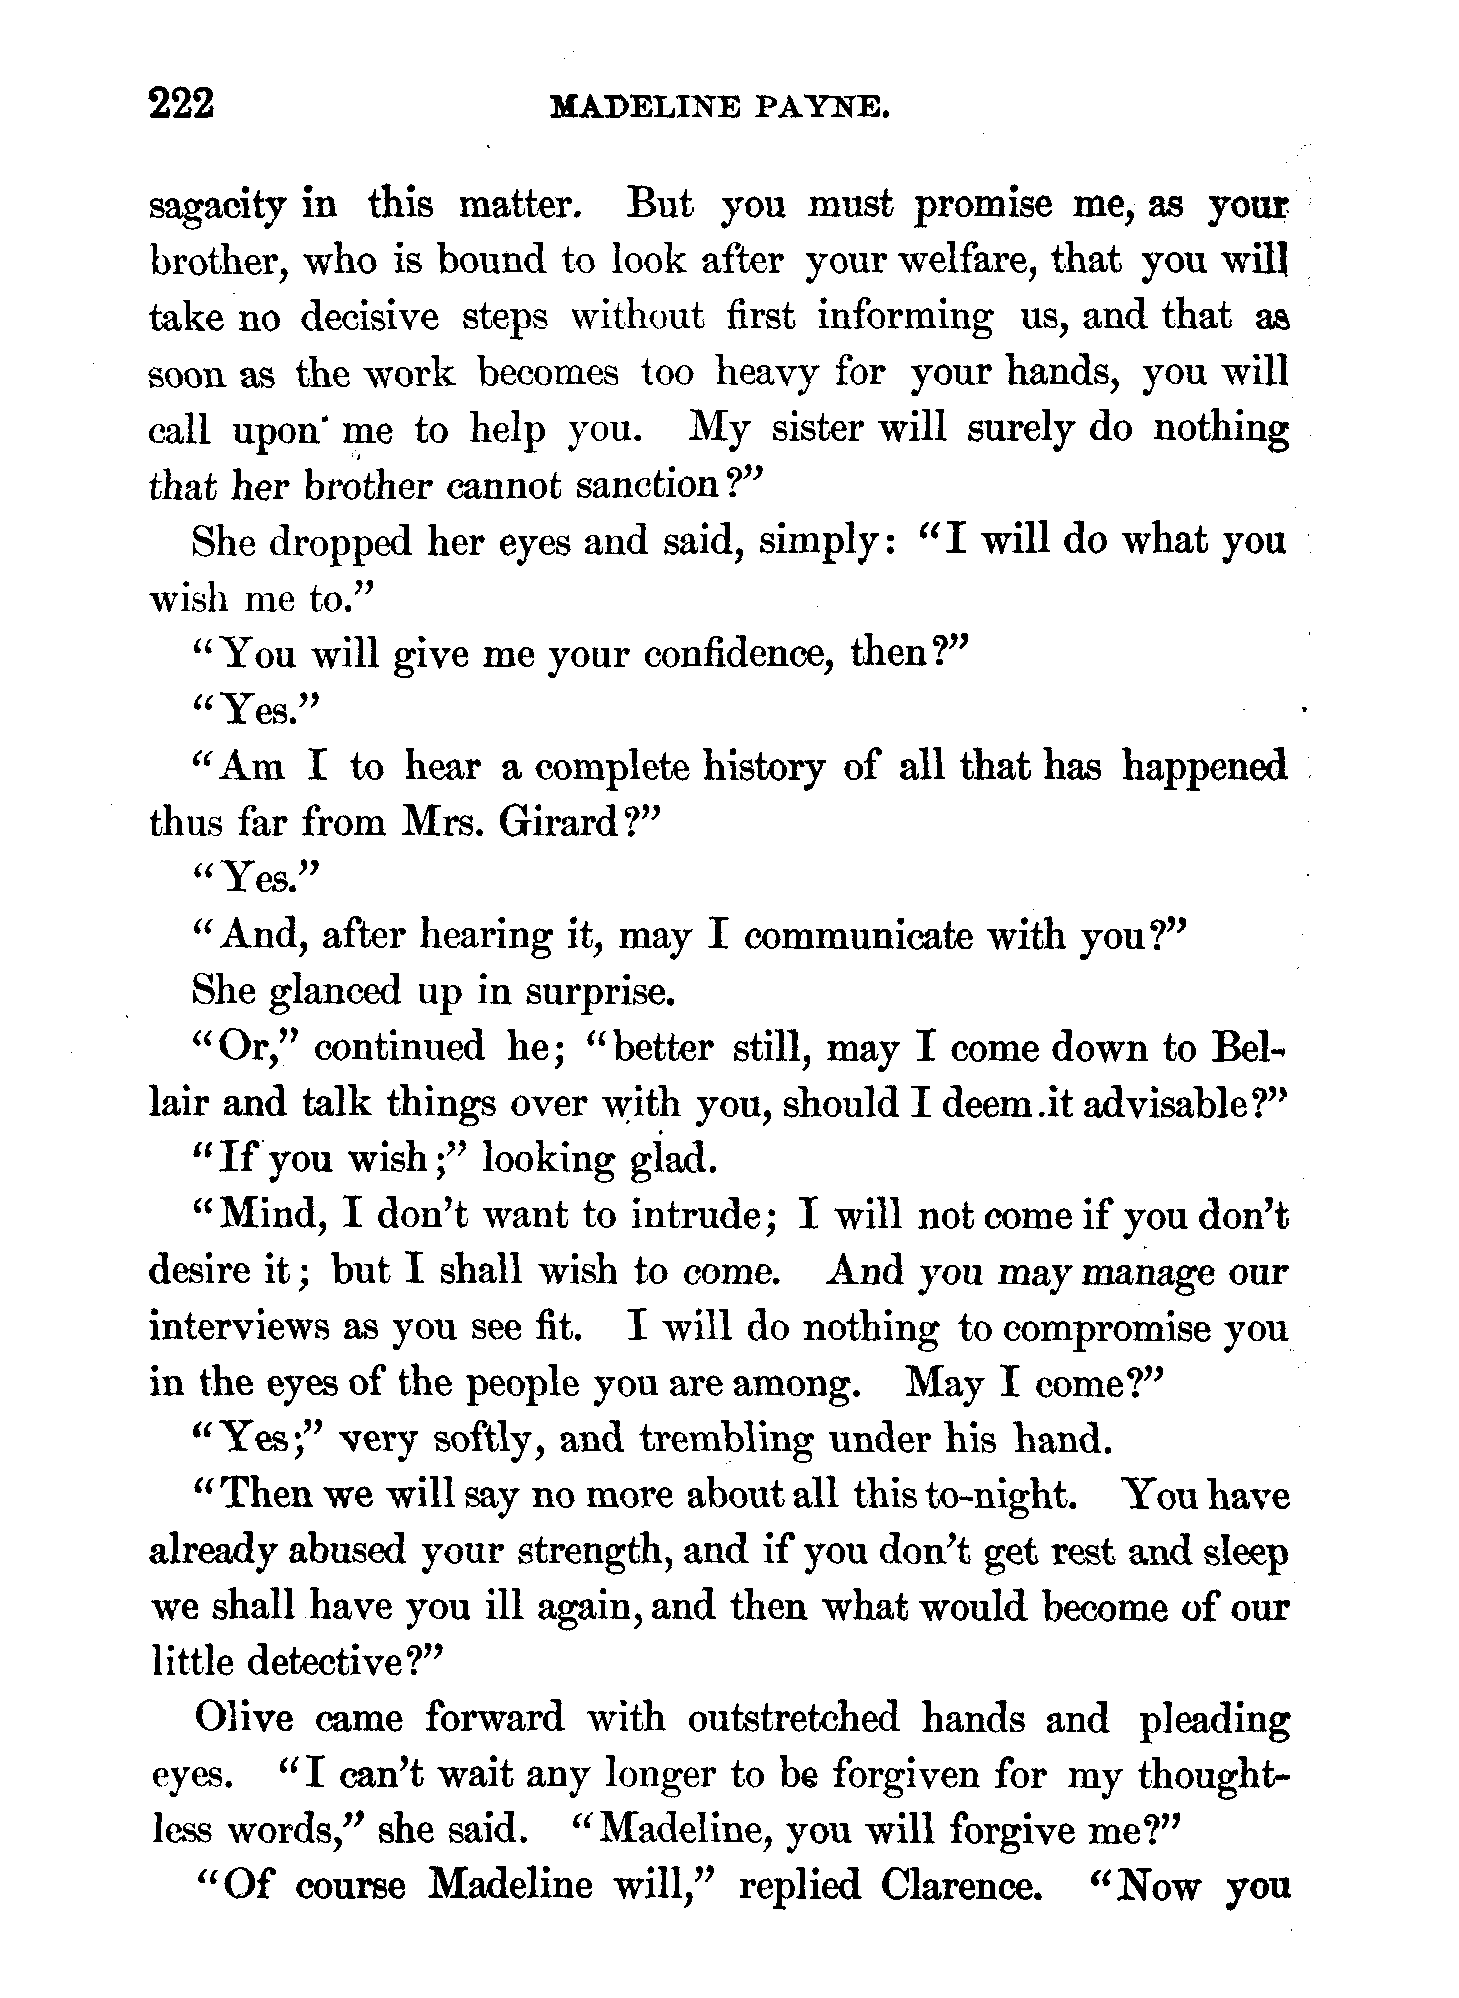 222 MADELINE PAYNE.
sagacity in this matter. But you must promise me, as your
brother, who is bound to look after your welfare, that you will
take no decisive steps without first informing us, and that as
soon as the work becomes too heavy for your hands, you will
call upon me to help you. My sister will surely do nothing
that her brother cannot sanction?"
She dropped her eyes and said, simply: "I will do what you
wish me to."
"You will give me your confidence, then?"
"Yes."
"Am I to hear a complete history of all that has happened
thus far from Mrs. Girard?"
"Yes."
"And, after hearing it, may I communicate with you?"
She glanced up in surprise.
"Or," continued he; "better still, may I come down to Bel-
lair and talk things over with you, should I deem it advisable?"
"If you wish;" looking glad.
"Mind, I don't want to intrude; I will not come if you don't
desire it; but I shall wish to come. And you may manage our
interviews as you see fit. I will do nothing to compromise you
in the eyes of the people you are among. May I come?"
"Yes;" very softly, and trembling under his hand.
"Then we will say no more about all this to-night. You have
already abused your strength, and if you don't get rest and sleep
we shall have you ill again, and then what would become of our
little detective?"
Olive came forward with outstretched hands and pleading
eyes. "I can't wait any longer to be forgiven for my thought-
less words," she said. "Madeline, you will forgive me?"
"Of course Madeline will," replied Clarence. "Now you